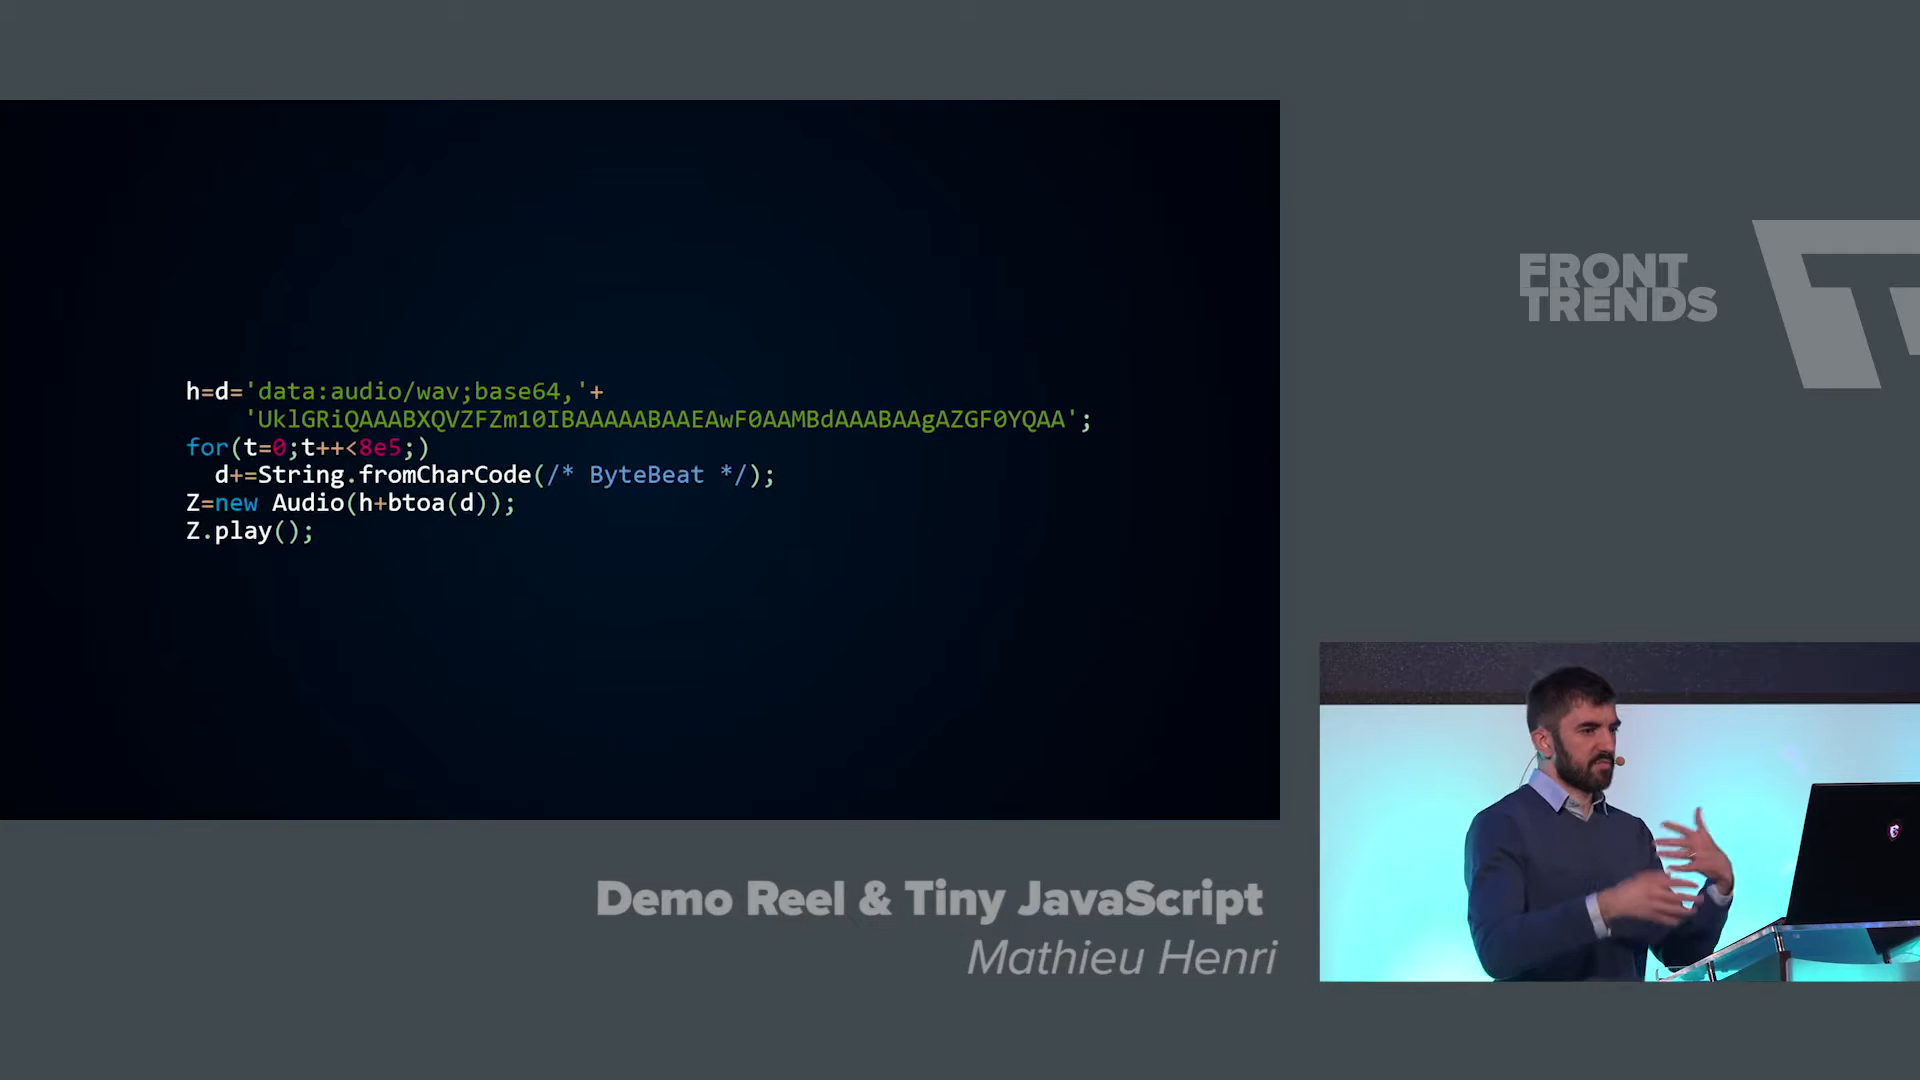 h=d='data:audio/wav;base64,'+
'UklGRiQAAABXQVZFZm10IBAAAAABAAEAwF0AAMBdAAABAAgAZGF0YQAA';
for(t=0;t++<8e5;)
d+=String.fromCharCode(/* ByteBeat */);
Z=new Audio(h+btoa(d));
Z.play();
FRONT
TRENDS
Demo Reel & Tiny JavaScript
Mathieu Henri